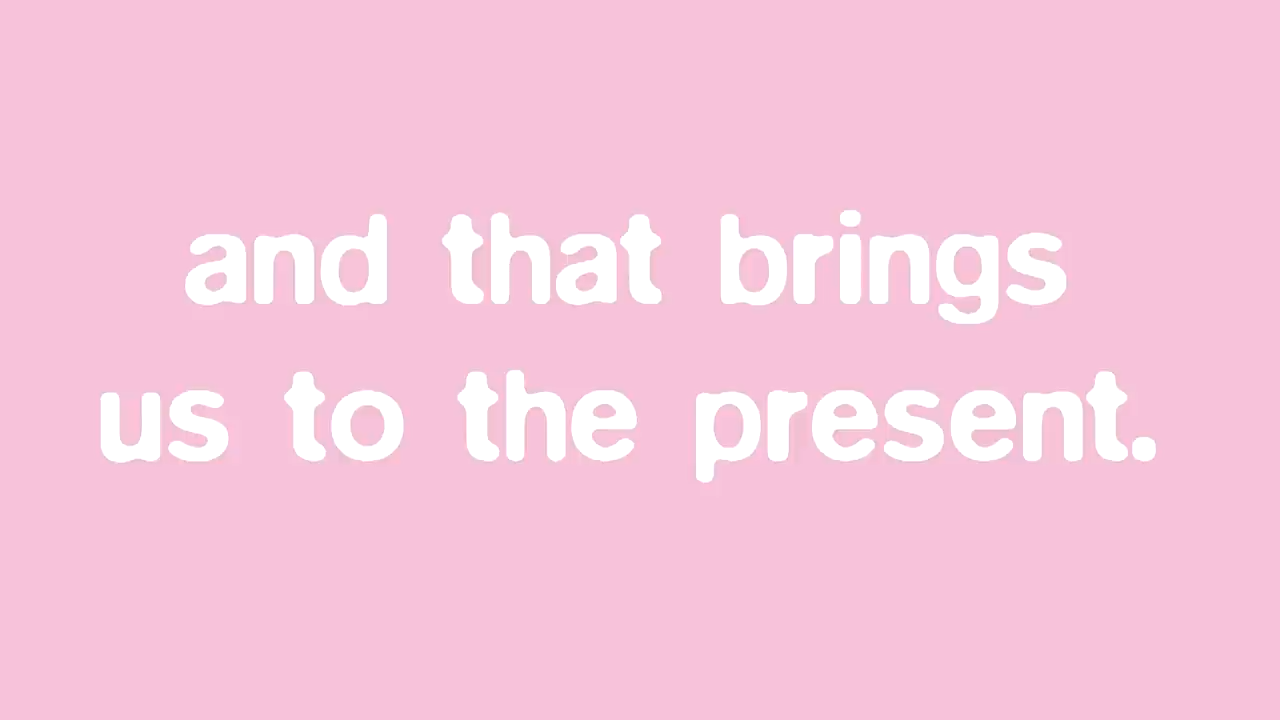 and that brings
us to the present.